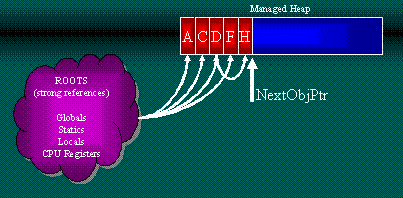 Managed Heap
A C D F H
NextObjPtr
ROOTS
(strong references)
Globals
Statics
Locals
CPU Registers